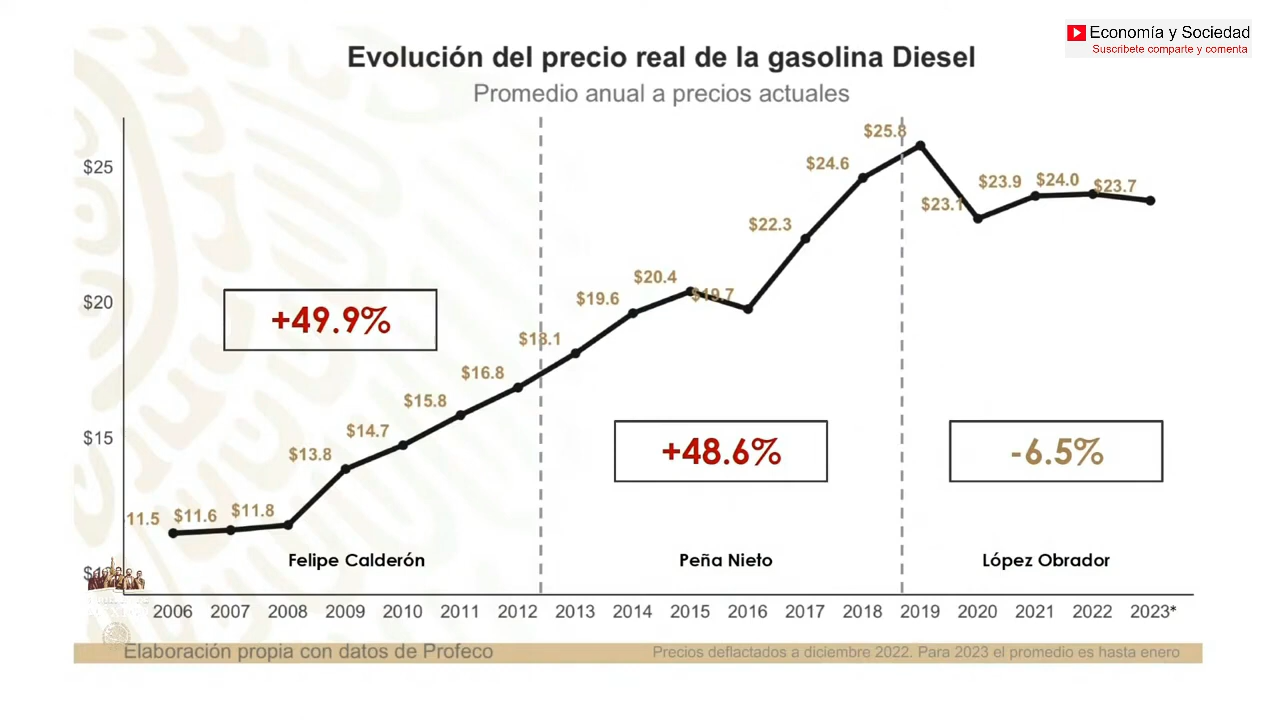 Economía y Sociedad
Suscribete comparte y comenta
Evolución del precio real de la gasolina Diesel
Promedio anual a precios actuales
$25
$20
$15
11.5
$11.6
$11.8
$13.8
$14.7
$15.8
$16.8
$18.1
$19.6
$20.4
$19.7
$22.3
$24.6
$25.8
$23.1
$23.9
$24.0
$23.7
+49.9%
+48.6%
-6.5%
Felipe Calderón
Peña Nieto
López Obrador
2006 2007 2008 2009 2010 2011 2012 2013 2014 2015 2016 2017 2018 2019 2020 2021 2022 2023*
Elaboración propia con datos de Profeco
Precios deflactados a diciembre 2022. Para 2023 el promedio es hasta enero